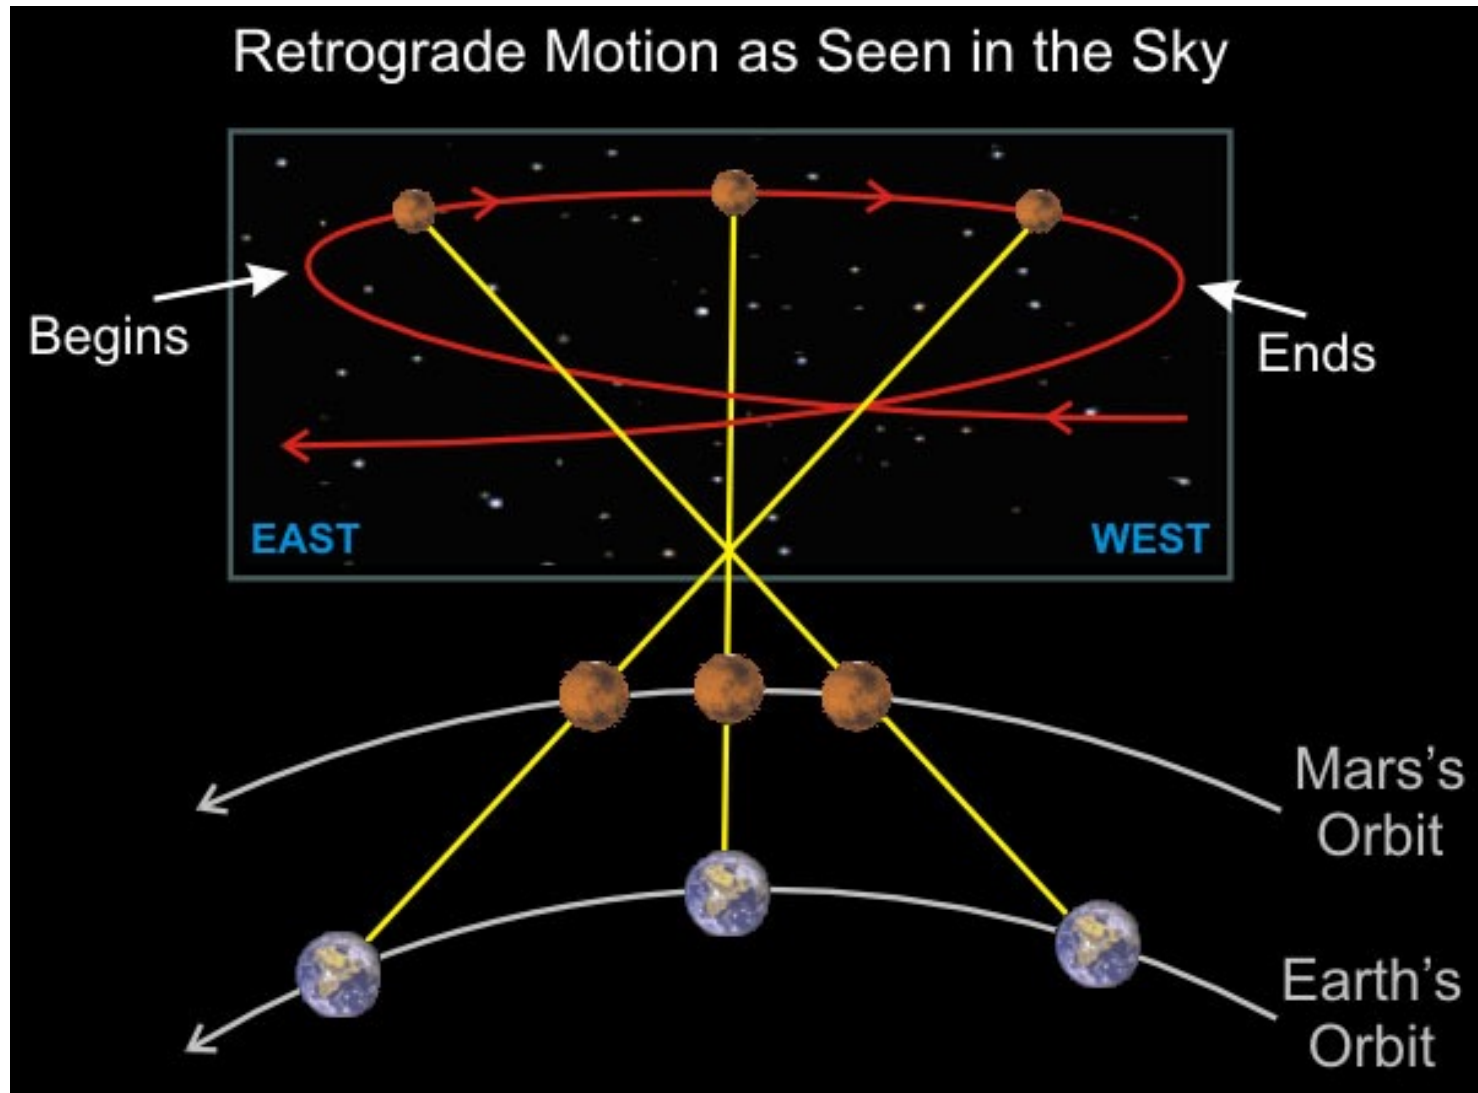 Retrograde Motion as Seen in the Sky
Begins
Ends
EAST
WEST
Mars's
Orbit
Earth's
Orbit